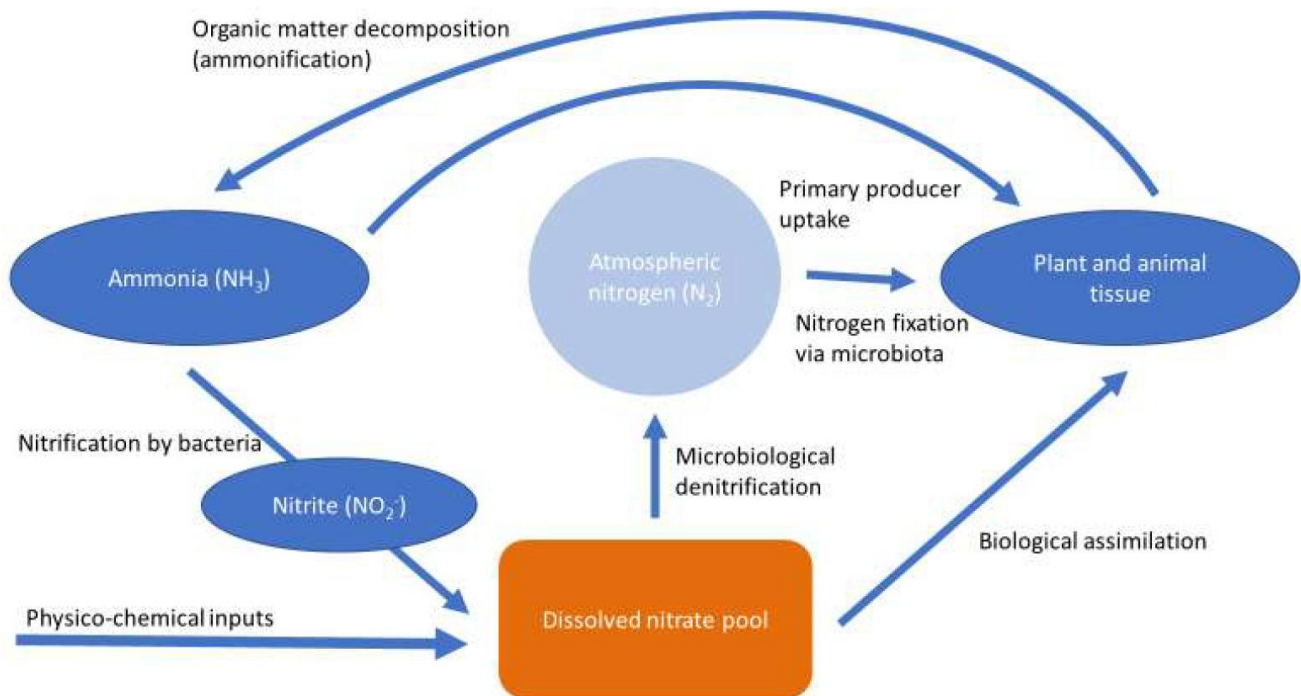 Organic matter decomposition
(ammonification)
Primary producer
uptake
Ammonia (NH₃)
Atmospheric
nitrogen (N₂)
Plant and animal
tissue
Nitrogen fixation
via microbiota
Nitrification by bacteria
Nitrite (NO₂⁻)
Microbiological
denitrification
Biological assimilation
Physico-chemical inputs
Dissolved nitrate pool